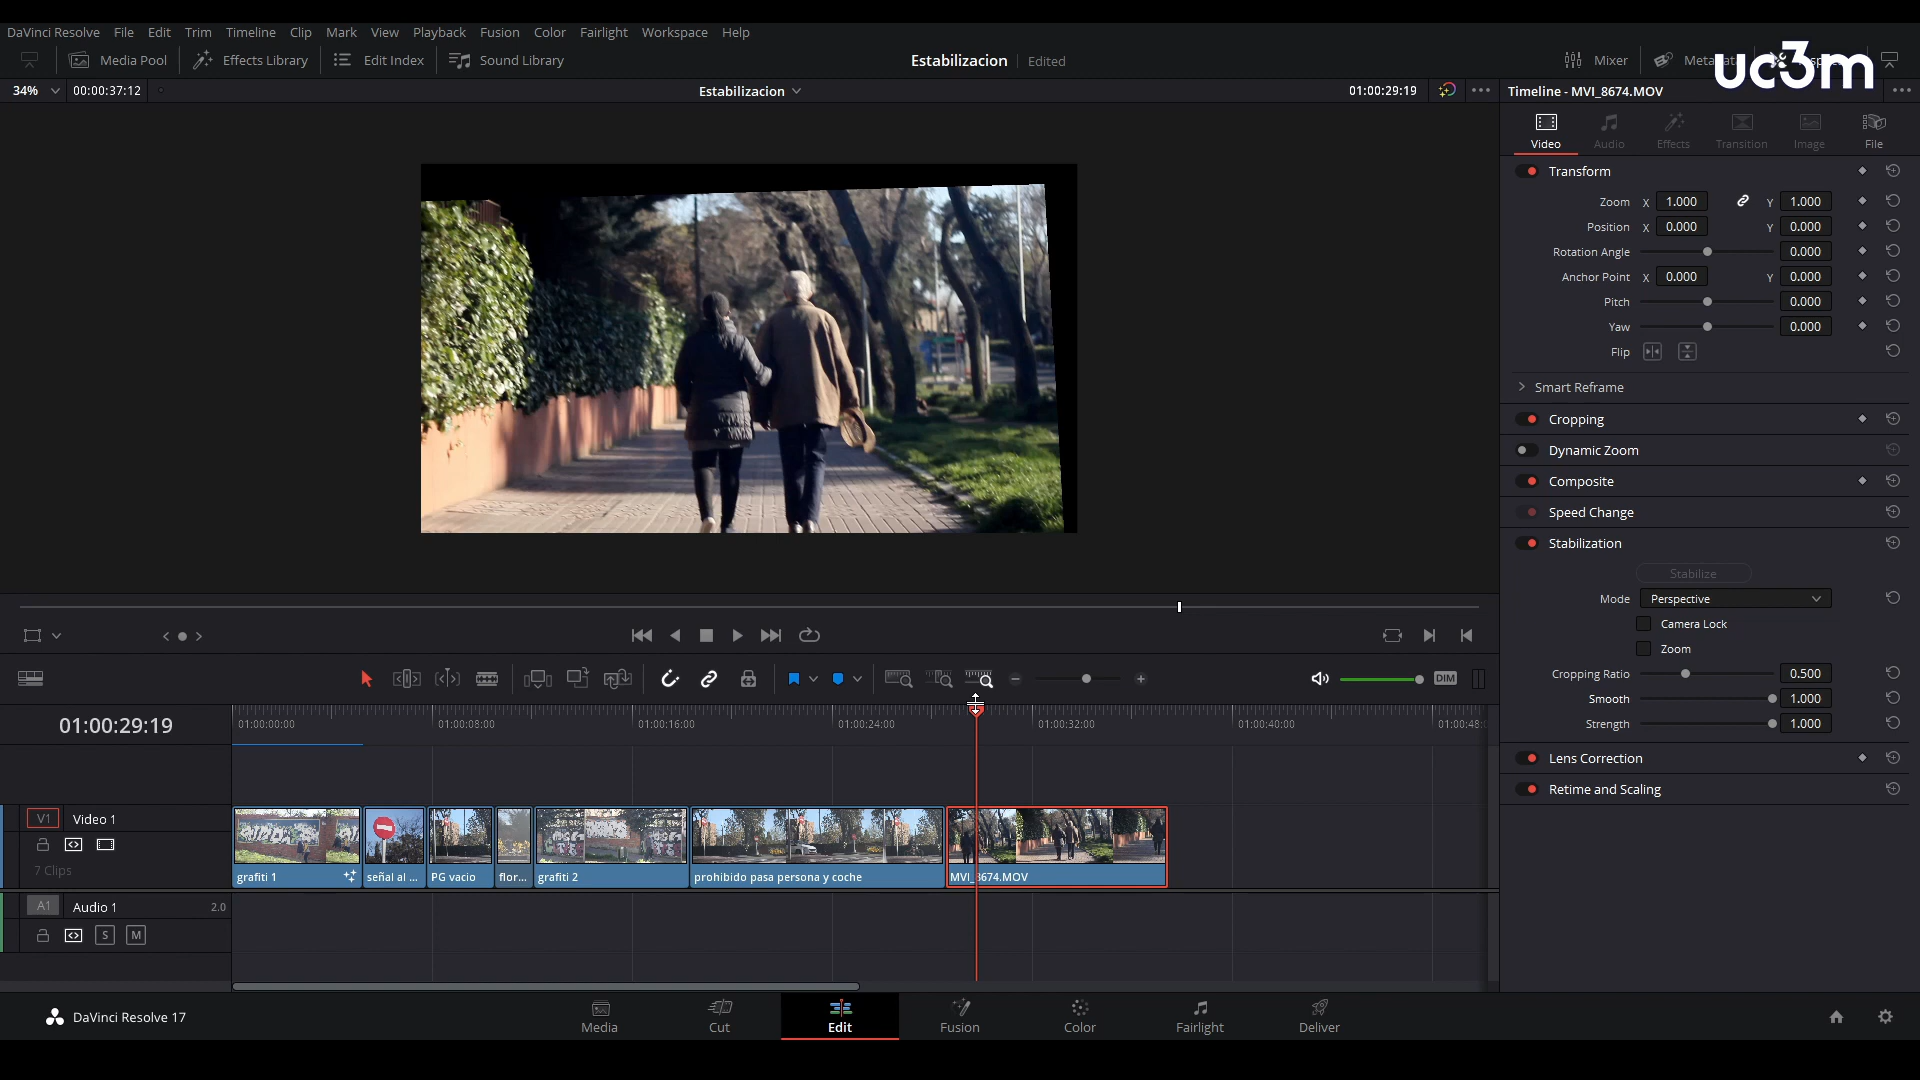 DaVinci Resolve File Edit Trim Timeline Clip Mark View Playback Fusion Color Fairlight Workspace Help
Media Pool Effects Library Edit Index Sound Library Estabilizacion Edited Mixer
uc3m
34% 00:00:37:12 Estabilizacion 01:00:29:19 Timeline - MVI_8674.MOV
Video Audio Effects Transition Image File
Transform
Zoom X 1.000 Y 1.000
Position X 0.000 Y 0.000
Rotation Angle 0.000
Anchor Point X 0.000 Y 0.000
Pitch 0.000
Yaw 0.000
Flip
Smart Reframe
Cropping
Dynamic Zoom
Composite
Speed Change
Stabilization
Stabilize
Mode Perspective
Camera Lock
Zoom
Cropping Ratio 0.500
Smooth 1.000
Strength 1.000
Lens Correction
Retime and Scaling
DIM
01:00:29:19
01:00:00:00 01:00:08:00 01:00:16:00 01:00:24:00 01:00:32:00 01:00:40:00 01:00:48:
V1 Video 1
7 Clips
grafiti 1 señal al ... PG vacio flor... grafiti 2 prohibido pasa persona y coche MVI_8674.MOV
A1 Audio 1 2.0
S M
DaVinci Resolve 17
Media Cut Edit Fusion Color Fairlight Deliver